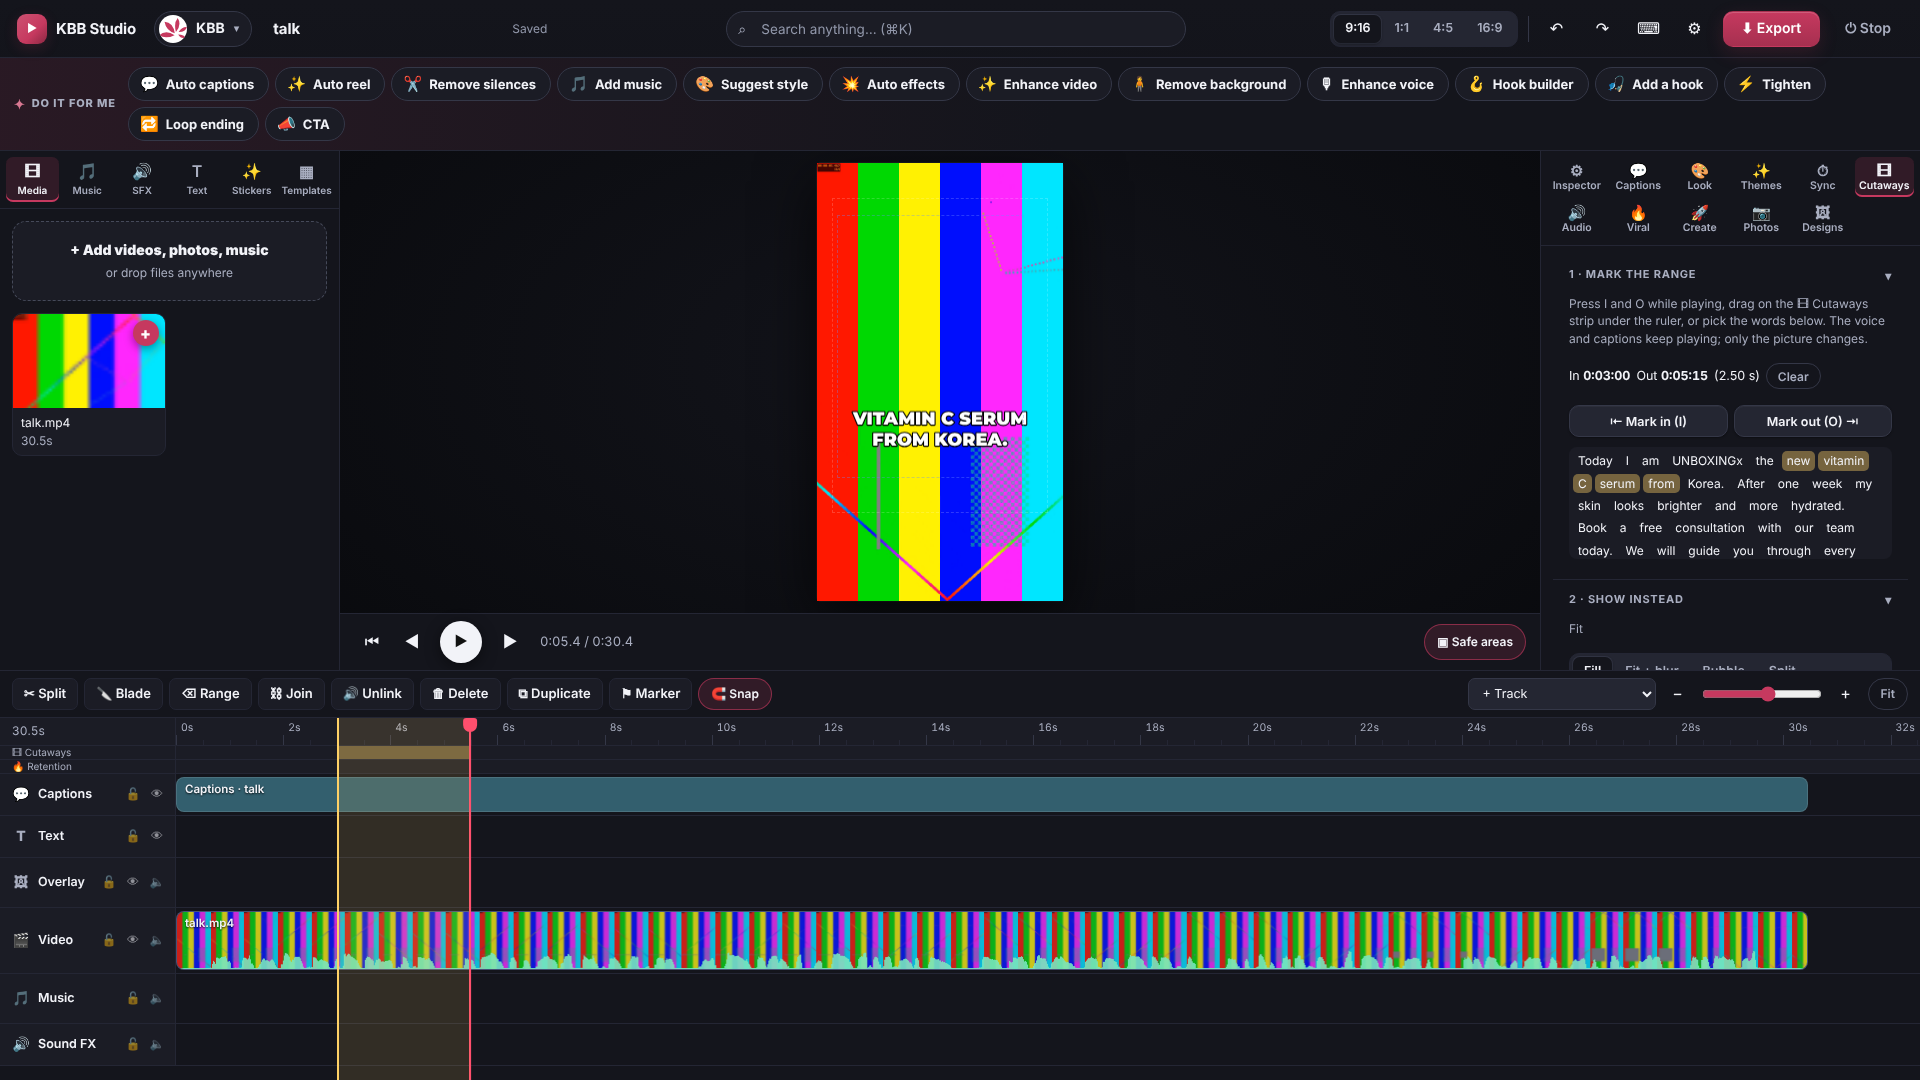 KBB Studio
KBB
talk
Saved
Search anything... (⌘K)
9:16 1:1 4:5 16:9
Export
Stop
DO IT FOR ME
Auto captions
Auto reel
Remove silences
Add music
Suggest style
Auto effects
Enhance video
Remove background
Enhance voice
Hook builder
Add a hook
Tighten
Loop ending
CTA
Media
Music
SFX
T
Text
Stickers
Templates
+ Add videos, photos, music
or drop files anywhere
talk.mp4
30.5s
VITAMIN C SERUM
FROM KOREA.
0:05.4 / 0:30.4
Safe areas
Inspector
Captions
Look
Themes
Sync
Cutaways
Audio
Viral
Create
Photos
Designs
1 · MARK THE RANGE
Press I and O while playing, drag on the Cutaways
strip under the ruler, or pick the words below. The voice
and captions keep playing; only the picture changes.
In 0:03:00 Out 0:05:15 (2.50 s) Clear
Mark in (I)
Mark out (O)
Today I am UNBOXINGx the new vitamin
C serum from Korea. After one week my
skin looks brighter and more hydrated.
Book a free consultation with our team
today. We will guide you through every
2 · SHOW INSTEAD
Fit
Fill Fit + blur Bubble Split
Split
Blade
Range
Join
Unlink
Delete
Duplicate
Marker
Snap
+ Track
Fit
30.5s
0s 2s 4s 6s 8s 10s 12s 14s 16s 18s 20s 22s 24s 26s 28s 30s 32s
Cutaways
Retention
Captions
Captions · talk
T Text
Overlay
Video
talk.mp4
Music
Sound FX